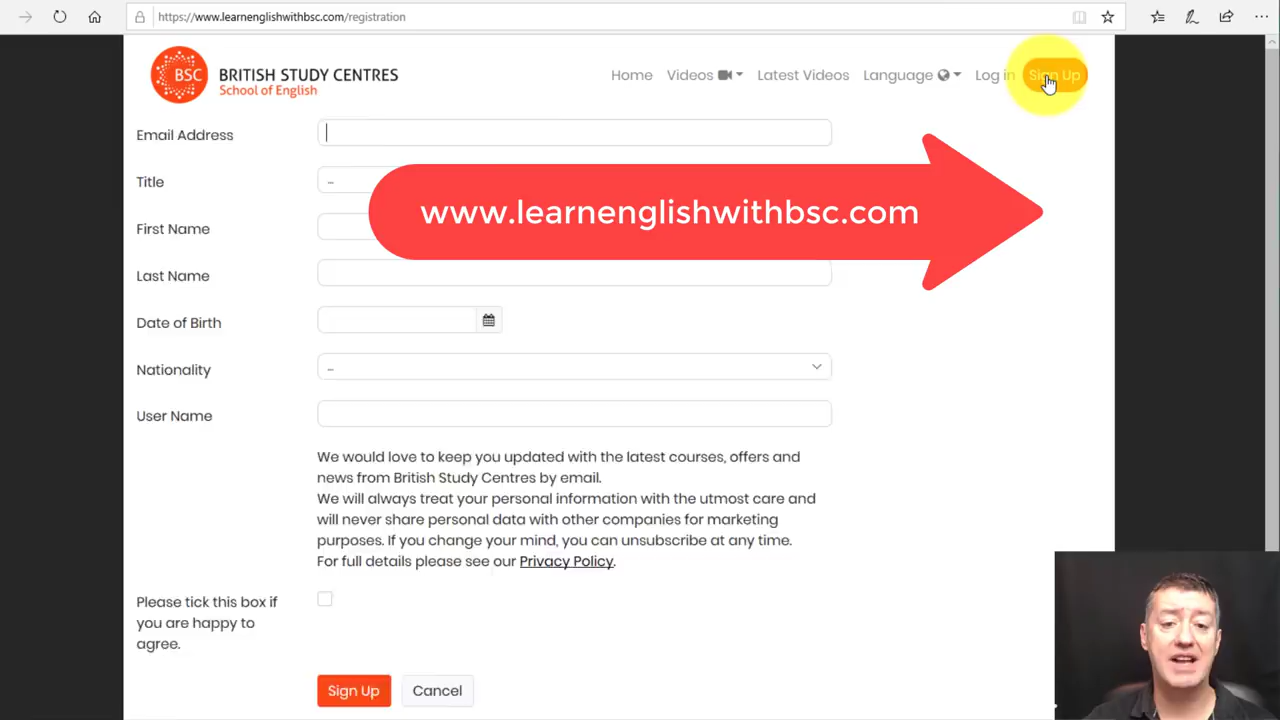 https://www.learnenglishwithbsc.com/registration
BSC
BRITISH STUDY CENTRES
School of English
Home Videos Latest Videos Language Log in Sign Up
Email Address
Title
--
www.learnenglishwithbsc.com
First Name
Last Name
Date of Birth
Nationality
--
User Name
We would love to keep you updated with the latest courses, offers and
news from British Study Centres by email.
We will always treat your personal information with the utmost care and
will never share personal data with other companies for marketing
purposes. If you change your mind, you can unsubscribe at any time.
For full details please see our Privacy Policy.
Please tick this box if
you are happy to
agree.
Sign Up Cancel